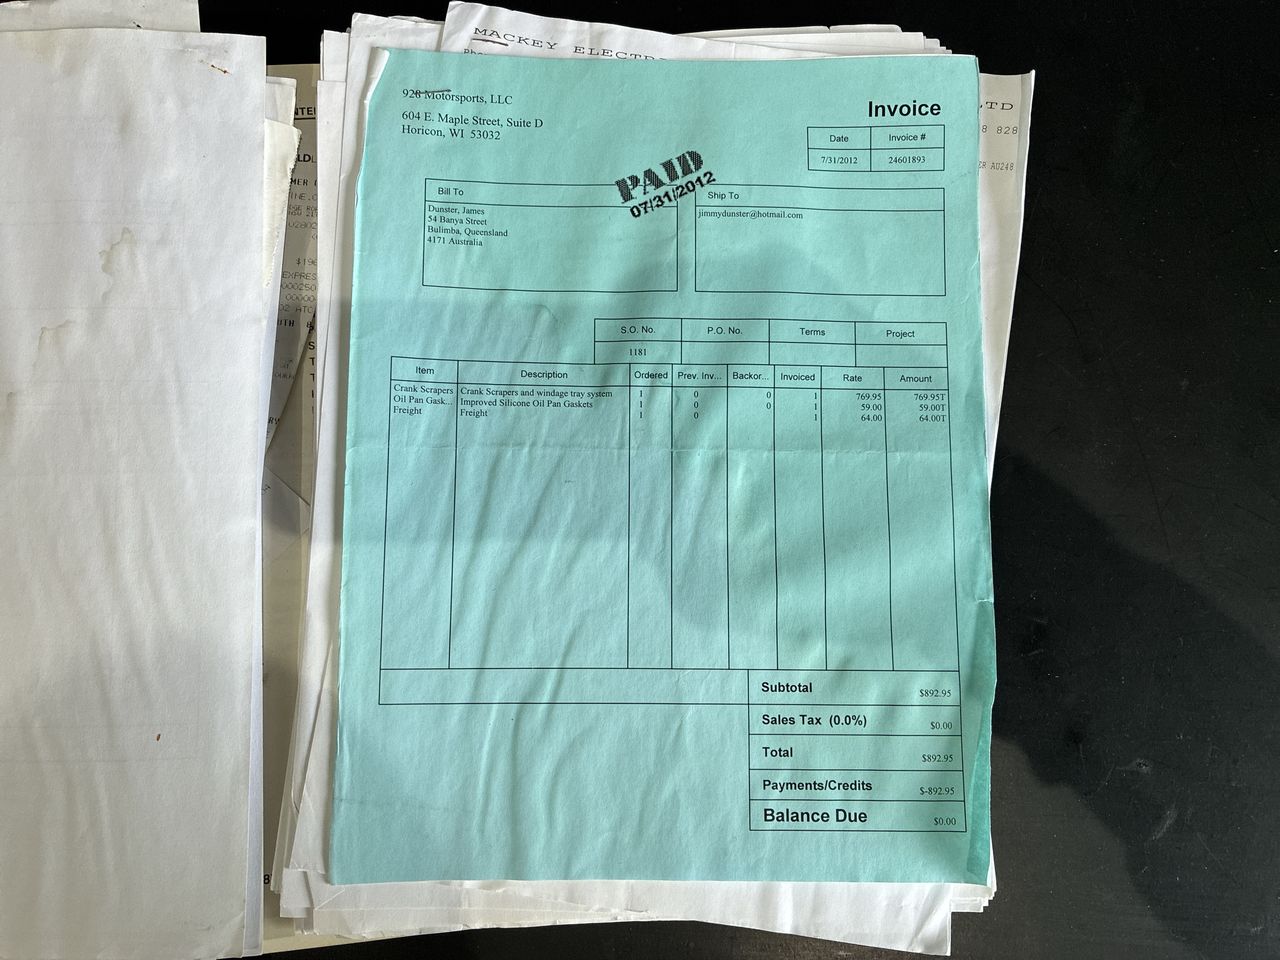 MACKEY ELECTR
928 Motorsports, LLC
604 E. Maple Street, Suite D
Horicon, WI 53032
Invoice
Date Invoice #
7/31/2012 24601893
PAID
07/31/2012
Bill To
Dunster, James
54 Banya Street
Bulimba, Queensland
4171 Australia
Ship To
jimmydunster@hotmail.com
S.O. No. P.O. No. Terms Project
1181
Item Description Ordered Prev. Inv... Backor... Invoiced Rate Amount
Crank Scrapers Crank Scrapers and windage tray system 1 0 0 1 769.95 769.95T
Oil Pan Gask... Improved Silicone Oil Pan Gaskets 1 0 0 1 59.00 59.00T
Freight Freight 1 0 1 64.00 64.00T
Subtotal $892.95
Sales Tax (0.0%) $0.00
Total $892.95
Payments/Credits $-892.95
Balance Due $0.00
LTD
8 828
ER AU248